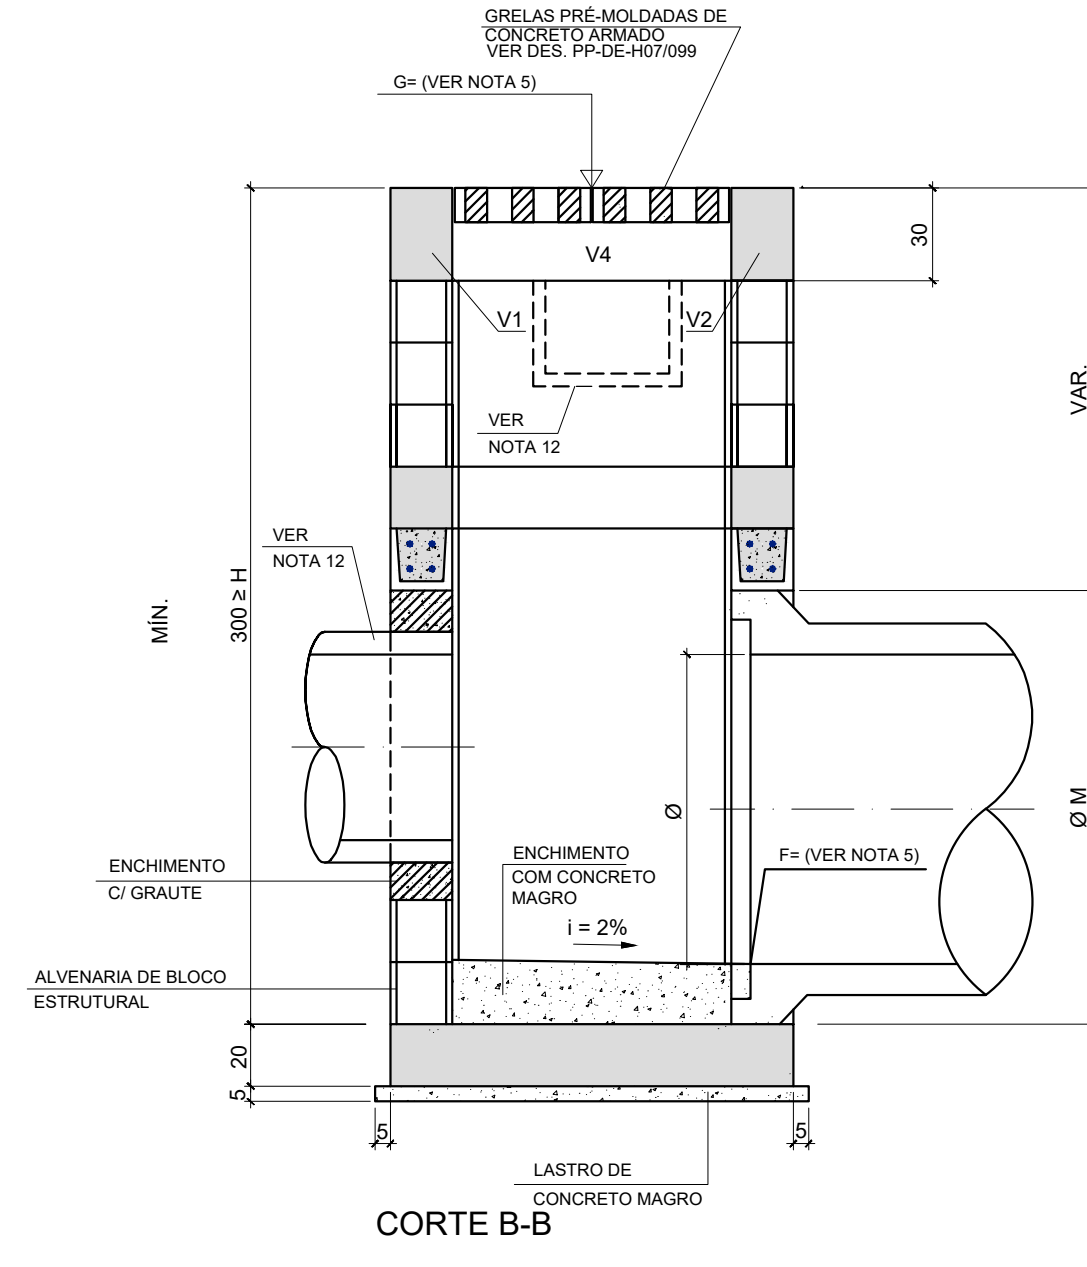 GRELAS PRÉ-MOLDADAS DE
CONCRETO ARMADO
VER DES. PP-DE-H07/099
G= (VER NOTA 5)
30
V4
V1
V2
VAR.
VER
NOTA 12
VER
NOTA 12
MÍN.
300 ≥ H
Ø
Ø M
ENCHIMENTO
C/ GRAUTE
ENCHIMENTO
COM CONCRETO
MAGRO
F= (VER NOTA 5)
i = 2%
ALVENARIA DE BLOCO
ESTRUTURAL
20
5
5
5
LASTRO DE
CONCRETO MAGRO
CORTE B-B